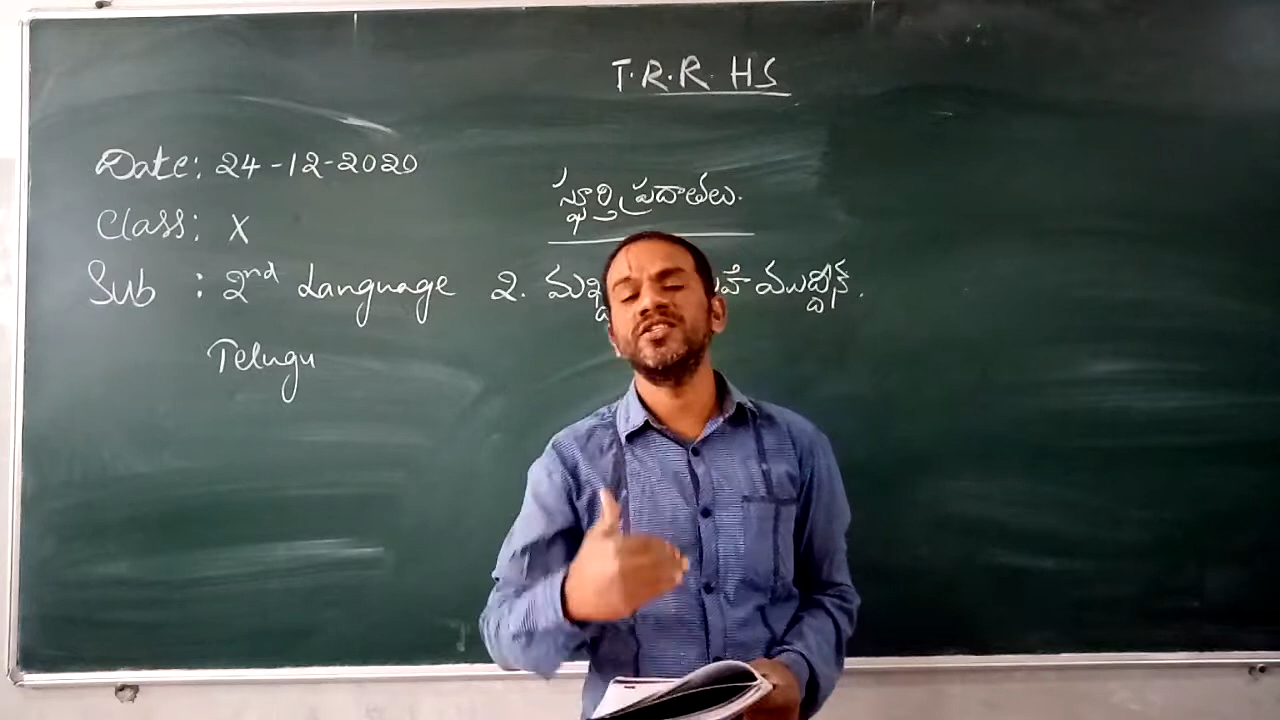 T.R.R. HS
Date: 24-12-2020
Class: X
Sub : 2nd Language
Telugu
స్ఫూర్తి ప్రదాతలు.
2.